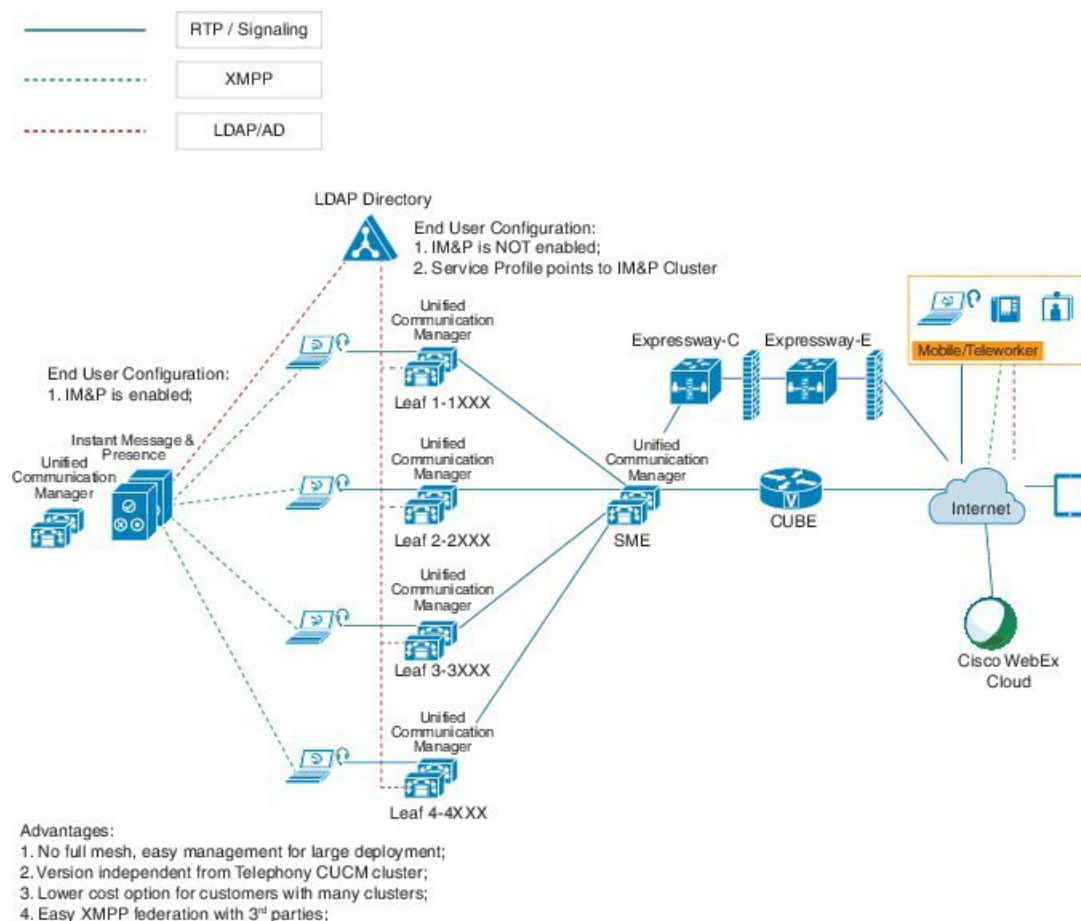 RTP / Signaling
XMPP
LDAP/AD
LDAP Directory
End User Configuration:
1. IM&P is NOT enabled;
2. Service Profile points to IM&P Cluster
Unified
Communication
Manager
Leaf 1-1XXX
Expressway-C
Expressway-E
Mobile/Teleworker
End User Configuration:
1. IM&P is enabled;
Instant Message &
Presence
Unified
Communication
Manager
Unified
Communication
Manager
Leaf 2-2XXX
Unified
Communication
Manager
SME
CUBE
Internet
Unified
Communication
Manager
Leaf 3-3XXX
Cisco WebEx
Cloud
Unified
Communication
Manager
Leaf 4-4XXX
Advantages:
1. No full mesh, easy management for large deployment;
2. Version independent from Telephony CUCM cluster;
3. Lower cost option for customers with many clusters;
4. Easy XMPP federation with 3rd parties;